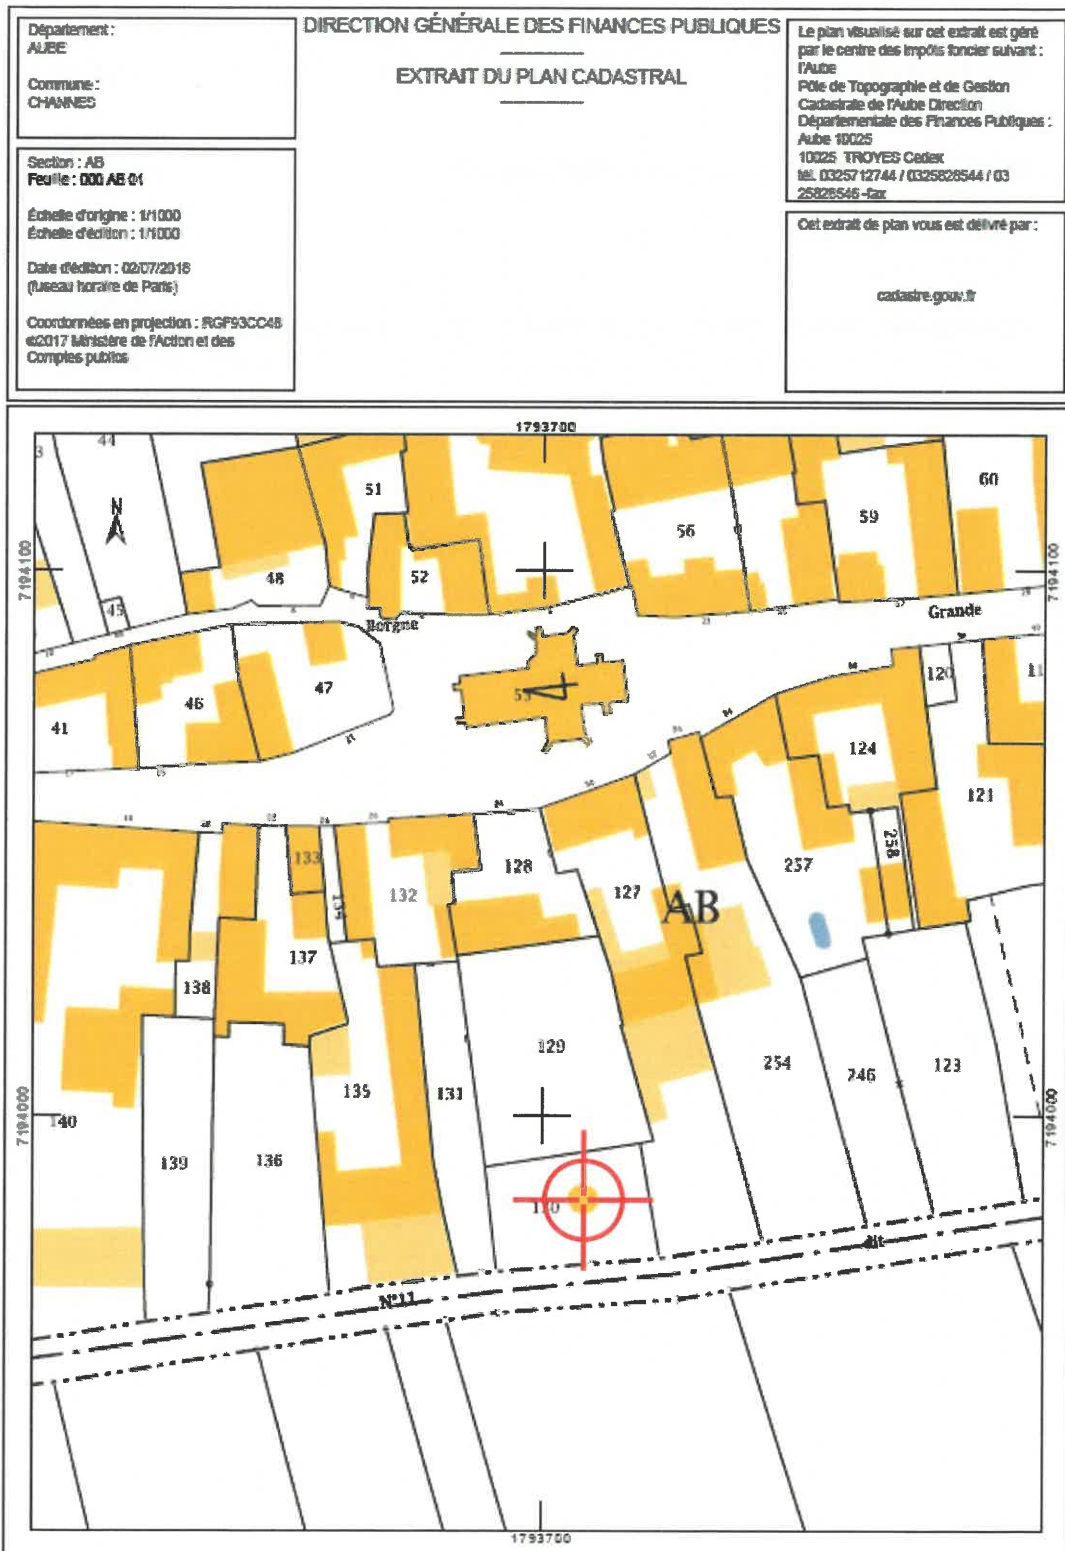 Département :
AUBE
Commune :
CHANNES
Section : AB
Feuille : 000 AB 01
Échelle d'origine : 1/1000
Échelle d'édition : 1/1000
Date d'édition : 02/07/2018
(fuseau horaire de Paris)
Coordonnées en projection : RGF93CC48
©2017 Ministère de l'Action et des
Comptes publics
DIRECTION GÉNÉRALE DES FINANCES PUBLIQUES
EXTRAIT DU PLAN CADASTRAL
Le plan visualisé sur cet extrait est géré
par le centre des impôts foncier suivant :
l'Aube
Pôle de Topographie et de Gestion
Cadastrale de l'Aube Direction
Départementale des Finances Publiques :
Aube 10025
10025 TROYES Cedex
tél. 0325712744 / 0325828544 / 03
25828546 -fax
Cet extrait de plan vous est délivré par :
cadastre.gouv.fr
1793700
44
3
N
51
60
59
56
7194100
7194100
48
52
45
Borgne
Grande
47
46
41
53
120
11
124
121
258
257
133
128
132
134
127
AB
137
138
129
254
246
123
131
135
7194000
7194000
140
139
136
dit
N°11
1793700